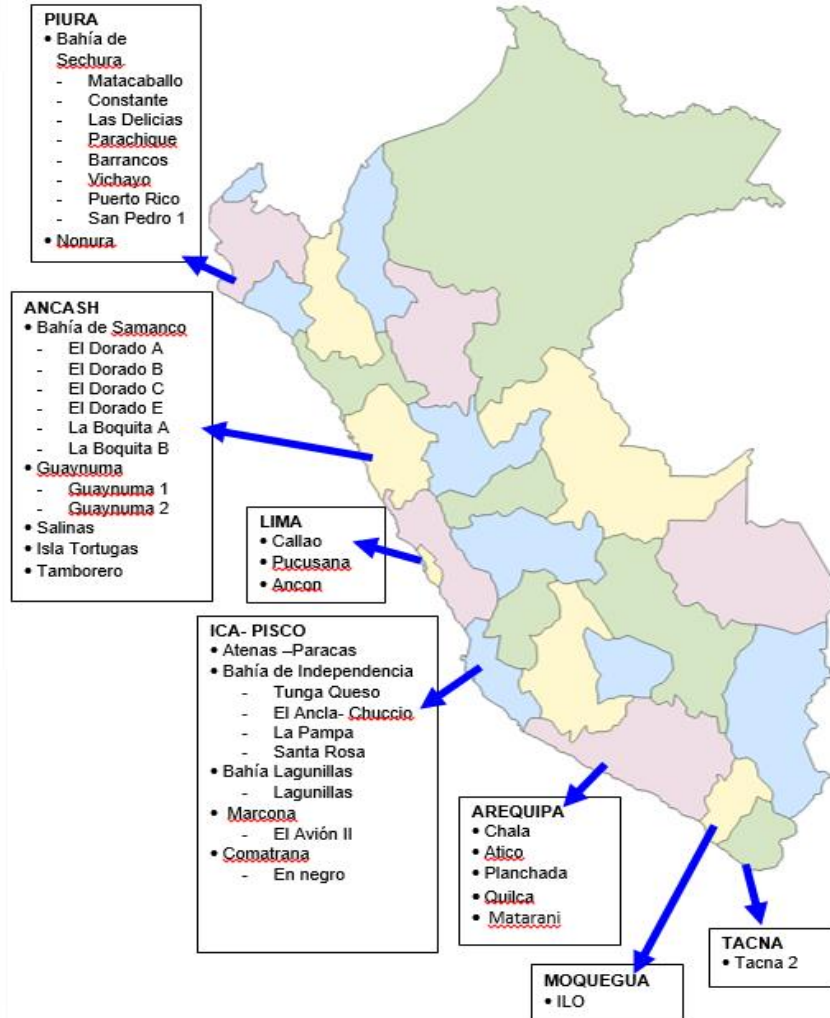 PIURA
• Bahía de
Sechura
- Matacaballo
- Constante
- Las Delicias
- Parachique
- Barrancos
- Vichayo
- Puerto Rico
- San Pedro 1
• Nonura
ANCASH
• Bahía de Samanco
- El Dorado A
- El Dorado B
- El Dorado C
- El Dorado E
- La Boquita A
- La Boquita B
• Guaynuma
- Guaynuma 1
- Guaynuma 2
• Salinas
• Isla Tortugas
• Tamborero
LIMA
• Callao
• Pucusana
• Ancon
ICA- PISCO
• Atenas –Paracas
• Bahía de Independencia
- Tunga Queso
- El Ancla- Chuccio
- La Pampa
- Santa Rosa
• Bahía Lagunillas
- Lagunillas
• Marcona
- El Avión II
• Comatrana
- En negro
AREQUIPA
• Chala
• Atico
• Planchada
• Quilca
• Matarani
TACNA
• Tacna 2
MOQUEGUA
• ILO